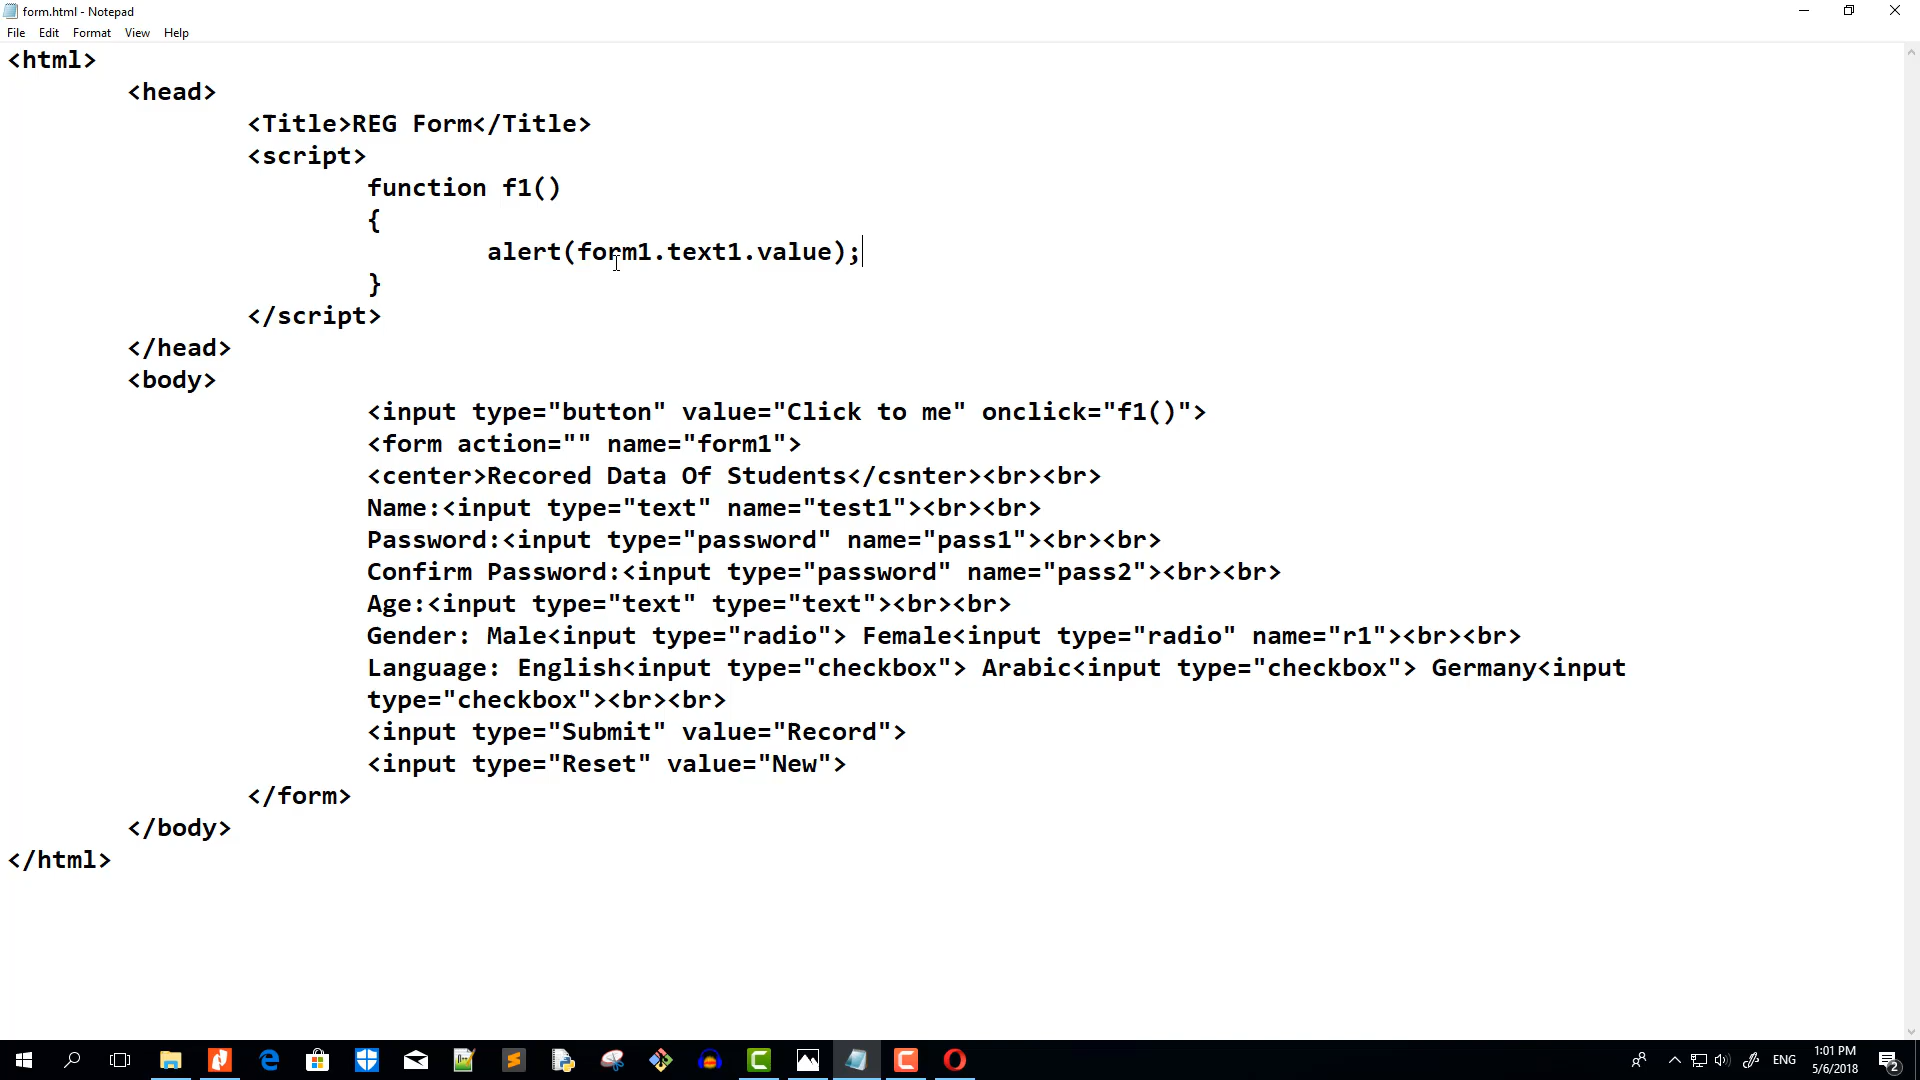 form.html - Notepad
File Edit Format View Help
<html>
<head>
<Title>REG Form</Title>
<script>
function f1()
{
alert(form1.text1.value);
}
</script>
</head>
<body>
<input type="button" value="Click to me" onclick="f1()">
<form action="" name="form1">
<center>Recored Data Of Students</csnter><br><br>
Name:<input type="text" name="test1"><br><br>
Password:<input type="password" name="pass1"><br><br>
Confirm Password:<input type="password" name="pass2"><br><br>
Age:<input type="text" type="text"><br><br>
Gender: Male<input type="radio"> Female<input type="radio" name="r1"><br><br>
Language: English<input type="checkbox"> Arabic<input type="checkbox"> Germany<input
type="checkbox"><br><br>
<input type="Submit" value="Record">
<input type="Reset" value="New">
</form>
</body>
</html>
ENG
1:01 PM
5/6/2018
2